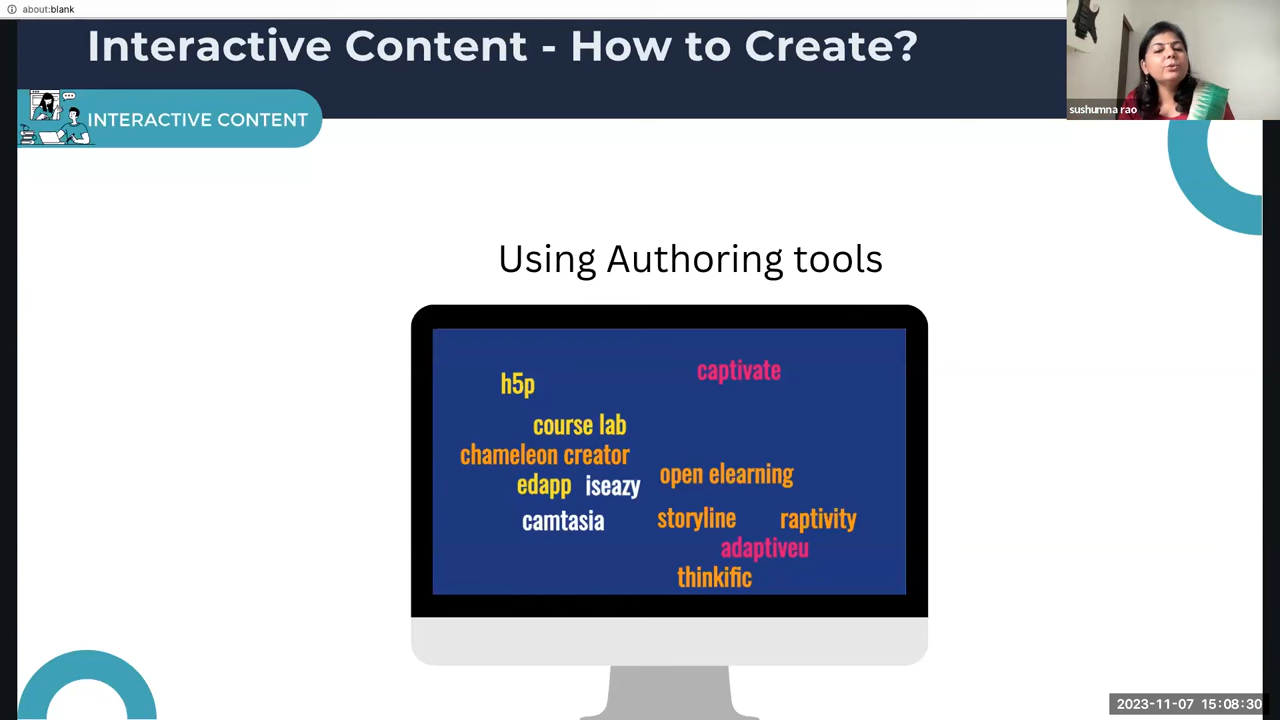 about:blank
Interactive Content - How to Create?
sushumna rao
INTERACTIVE CONTENT
Using Authoring tools
captivate
h5p
course lab
chameleon creator
open elearning
edapp iseazy
camtasia
storyline raptivity
adaptiveu
thinkific
2023-11-07 15:08:30